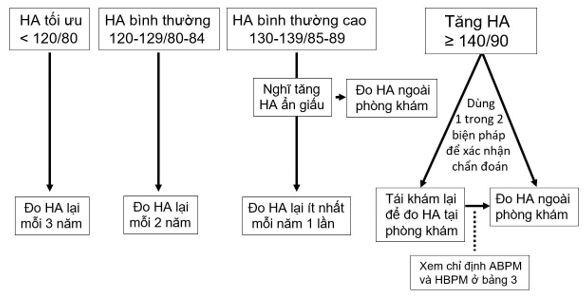 HA tối ưu
< 120/80
HA bình thường
120-129/80-84
HA bình thường cao
130-139/85-89
Tăng HA
≥ 140/90
Nghĩ tăng
HA ẩn giấu
Đo HA ngoài
phòng khám
Dùng
1 trong 2
biện pháp
để xác nhận
chẩn đoán
Đo HA lại
mỗi 3 năm
Đo HA lại
mỗi 2 năm
Đo HA lại ít nhất
mỗi năm 1 lần
Tái khám lại
để đo HA tại
phòng khám
Đo HA ngoài
phòng khám
Xem chỉ định ABPM
và HBPM ở bảng 3